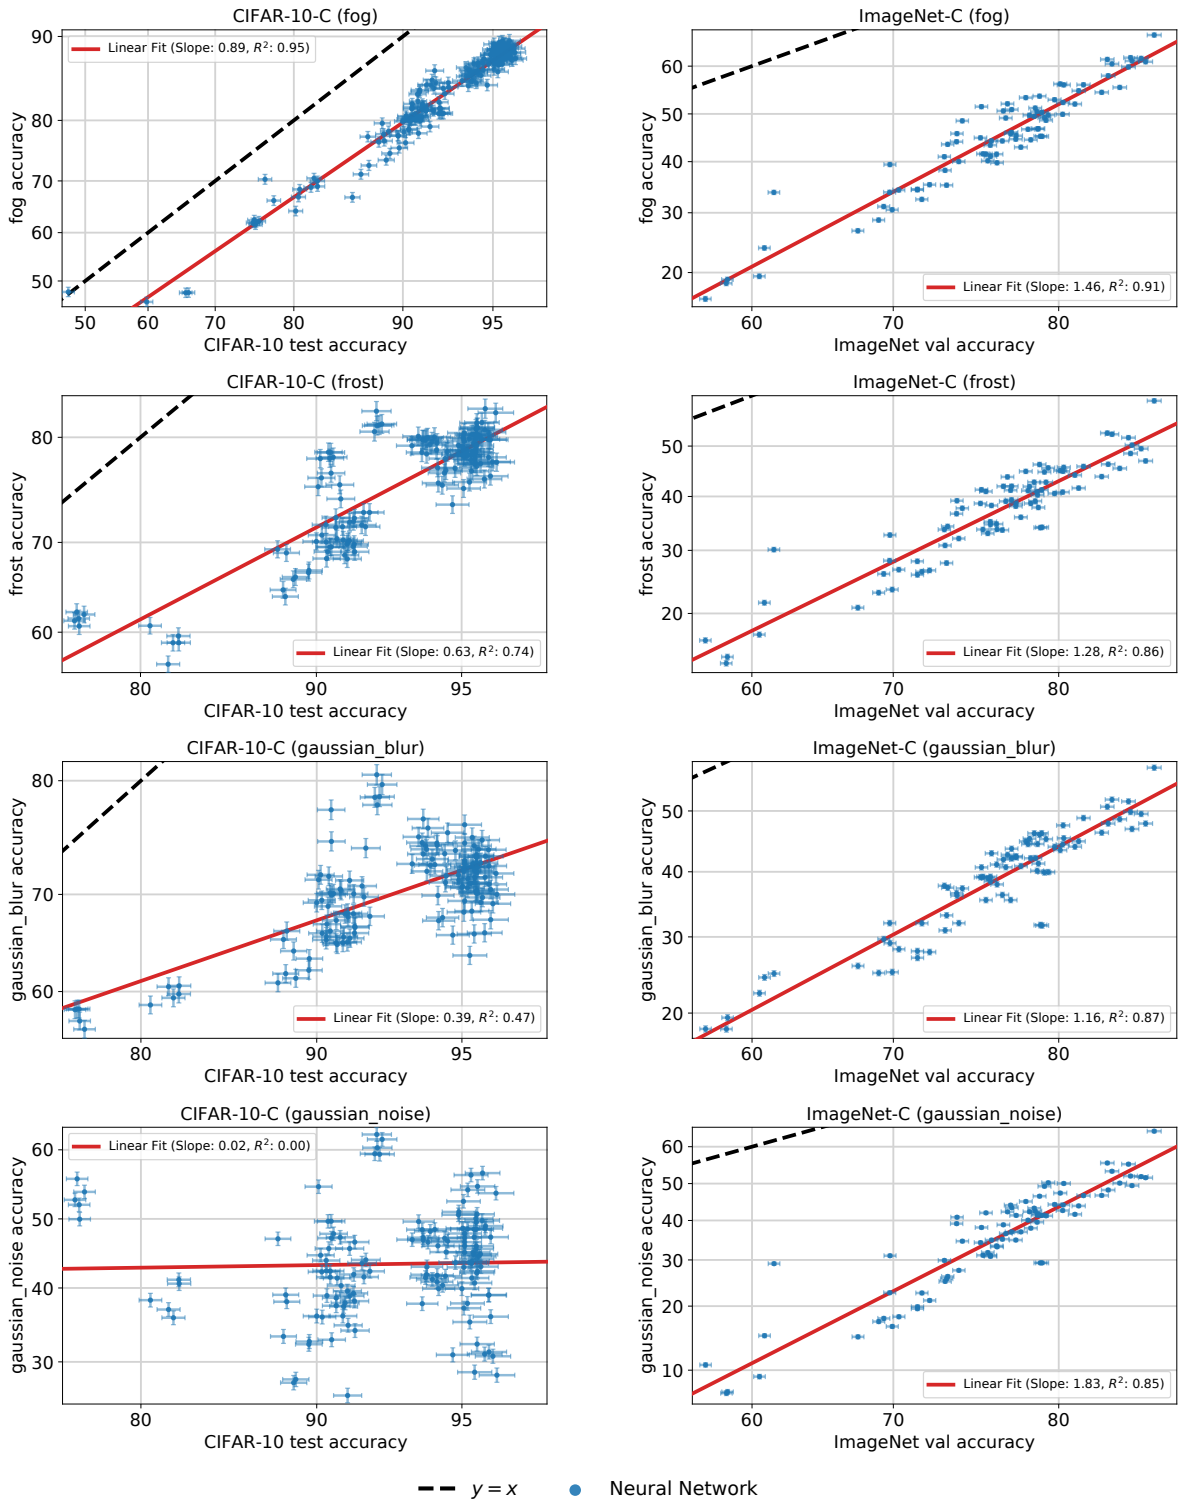 CIFAR-10-C (fog)
Linear Fit (Slope: 0.89, R²: 0.95)
fog accuracy
90
80
70
60
50
50 60 70 80 90 95
CIFAR-10 test accuracy
ImageNet-C (fog)
Linear Fit (Slope: 1.46, R²: 0.91)
fog accuracy
60
50
40
30
20
60 70 80
ImageNet val accuracy
CIFAR-10-C (frost)
Linear Fit (Slope: 0.63, R²: 0.74)
frost accuracy
80
70
60
80 90 95
CIFAR-10 test accuracy
ImageNet-C (frost)
Linear Fit (Slope: 1.28, R²: 0.86)
frost accuracy
50
40
30
20
60 70 80
ImageNet val accuracy
CIFAR-10-C (gaussian_blur)
Linear Fit (Slope: 0.39, R²: 0.47)
gaussian_blur accuracy
80
70
60
80 90 95
CIFAR-10 test accuracy
ImageNet-C (gaussian_blur)
Linear Fit (Slope: 1.16, R²: 0.87)
gaussian_blur accuracy
50
40
30
20
60 70 80
ImageNet val accuracy
CIFAR-10-C (gaussian_noise)
Linear Fit (Slope: 0.02, R²: 0.00)
gaussian_noise accuracy
60
50
40
30
80 90 95
CIFAR-10 test accuracy
ImageNet-C (gaussian_noise)
Linear Fit (Slope: 1.83, R²: 0.85)
gaussian_noise accuracy
60
50
40
30
20
10
60 70 80
ImageNet val accuracy
y = x Neural Network